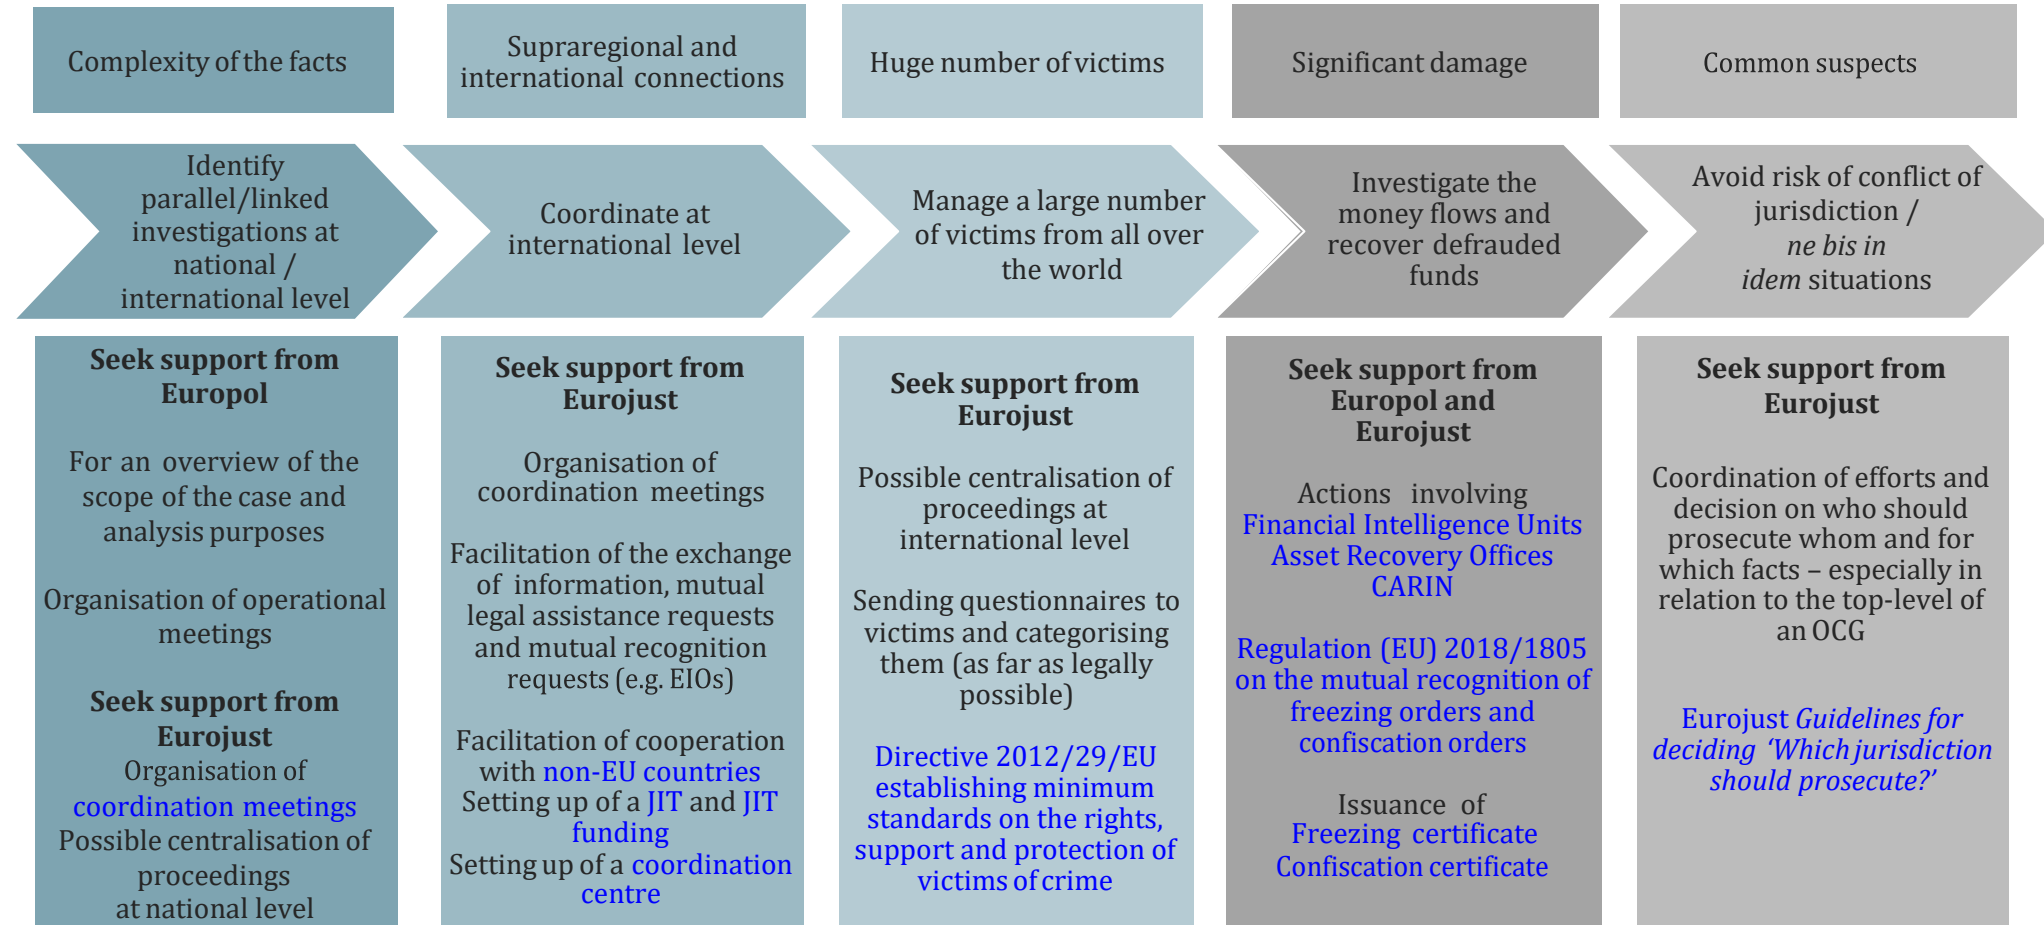 Complexity of the facts
Supraregional and
international connections
Huge number of victims
Significant damage
Common suspects
Identify
parallel/linked
investigations at
national /
international level
Coordinate at
international level
Manage a large number
of victims from all over
the world
Investigate the
money flows and
recover defrauded
funds
Avoid risk of conflict of
jurisdiction /
ne bis in
idem situations
Seek support from
Europol
For an overview of the
scope of the case and
analysis purposes
Organisation of operational
meetings
Seek support from
Eurojust
Organisation of
coordination meetings
Possible centralisation of
proceedings
at national level
Seek support from
Eurojust
Organisation of
coordination meetings
Facilitation of the exchange
of information, mutual
legal assistance requests
and mutual recognition
requests (e.g. EIOs)
Facilitation of cooperation
with non-EU countries
Setting up of a JIT and JIT
funding
Setting up of a coordination
centre
Seek support from
Eurojust
Possible centralisation of
proceedings at
international level
Sending questionnaires to
victims and categorising
them (as far as legally
possible)
Directive 2012/29/EU
establishing minimum
standards on the rights,
support and protection of
victims of crime
Seek support from
Europol and
Eurojust
Actions involving
Financial Intelligence Units
Asset Recovery Offices
CARIN
Regulation (EU) 2018/1805
on the mutual recognition of
freezing orders and
confiscation orders
Issuance of
Freezing certificate
Confiscation certificate
Seek support from
Eurojust
Coordination of efforts and
decision on who should
prosecute whom and for
which facts – especially in
relation to the top-level of
an OCG
Eurojust Guidelines for
deciding ‘Which jurisdiction
should prosecute?’